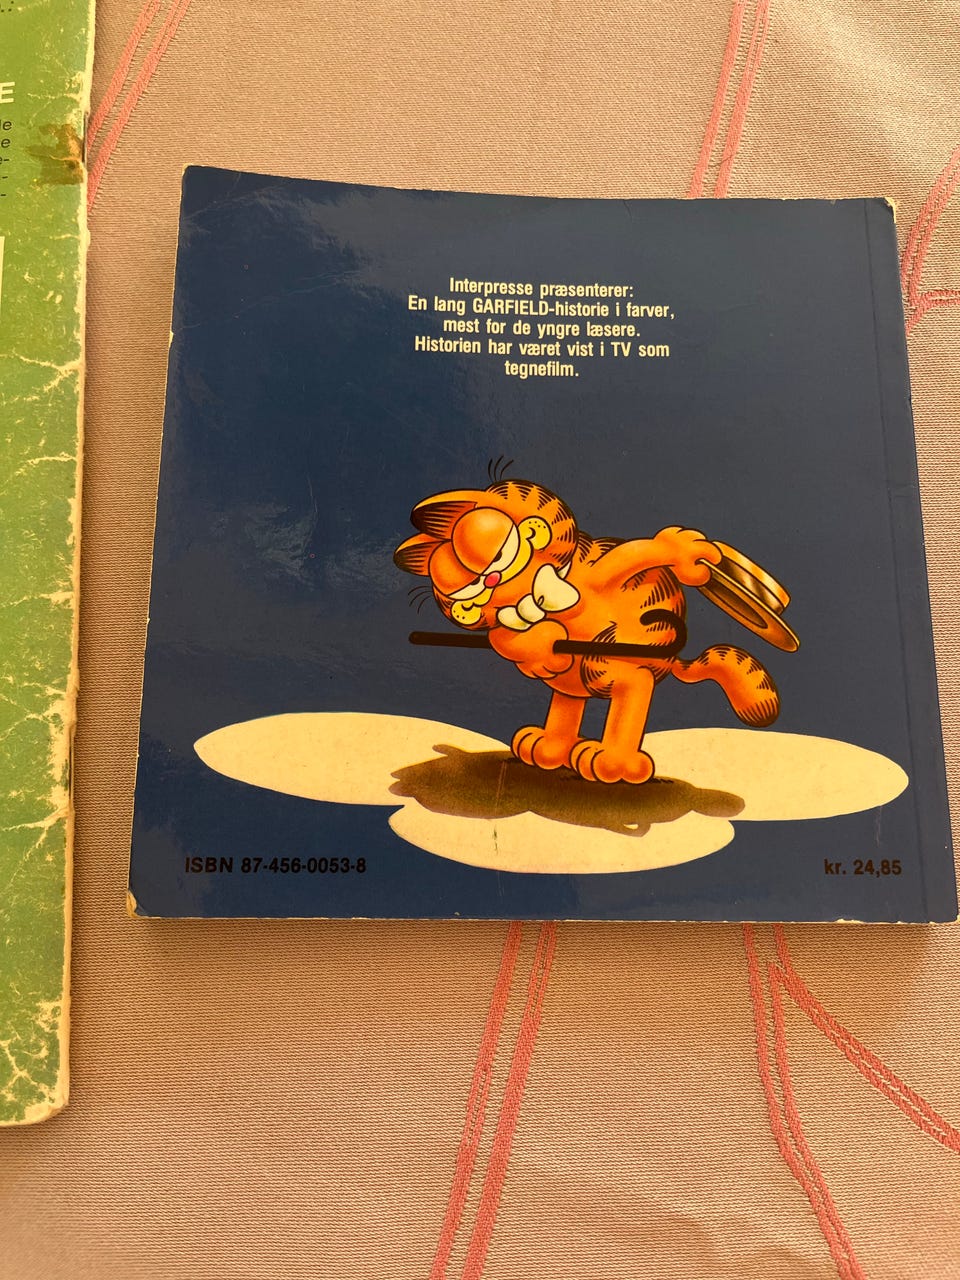 E
de
e
e-
-
-
Interpresse præsenterer:
En lang GARFIELD-historie i farver,
mest for de yngre læsere.
Historien har været vist i TV som
tegnefilm.
ISBN 87-456-0053-8
kr. 24,85